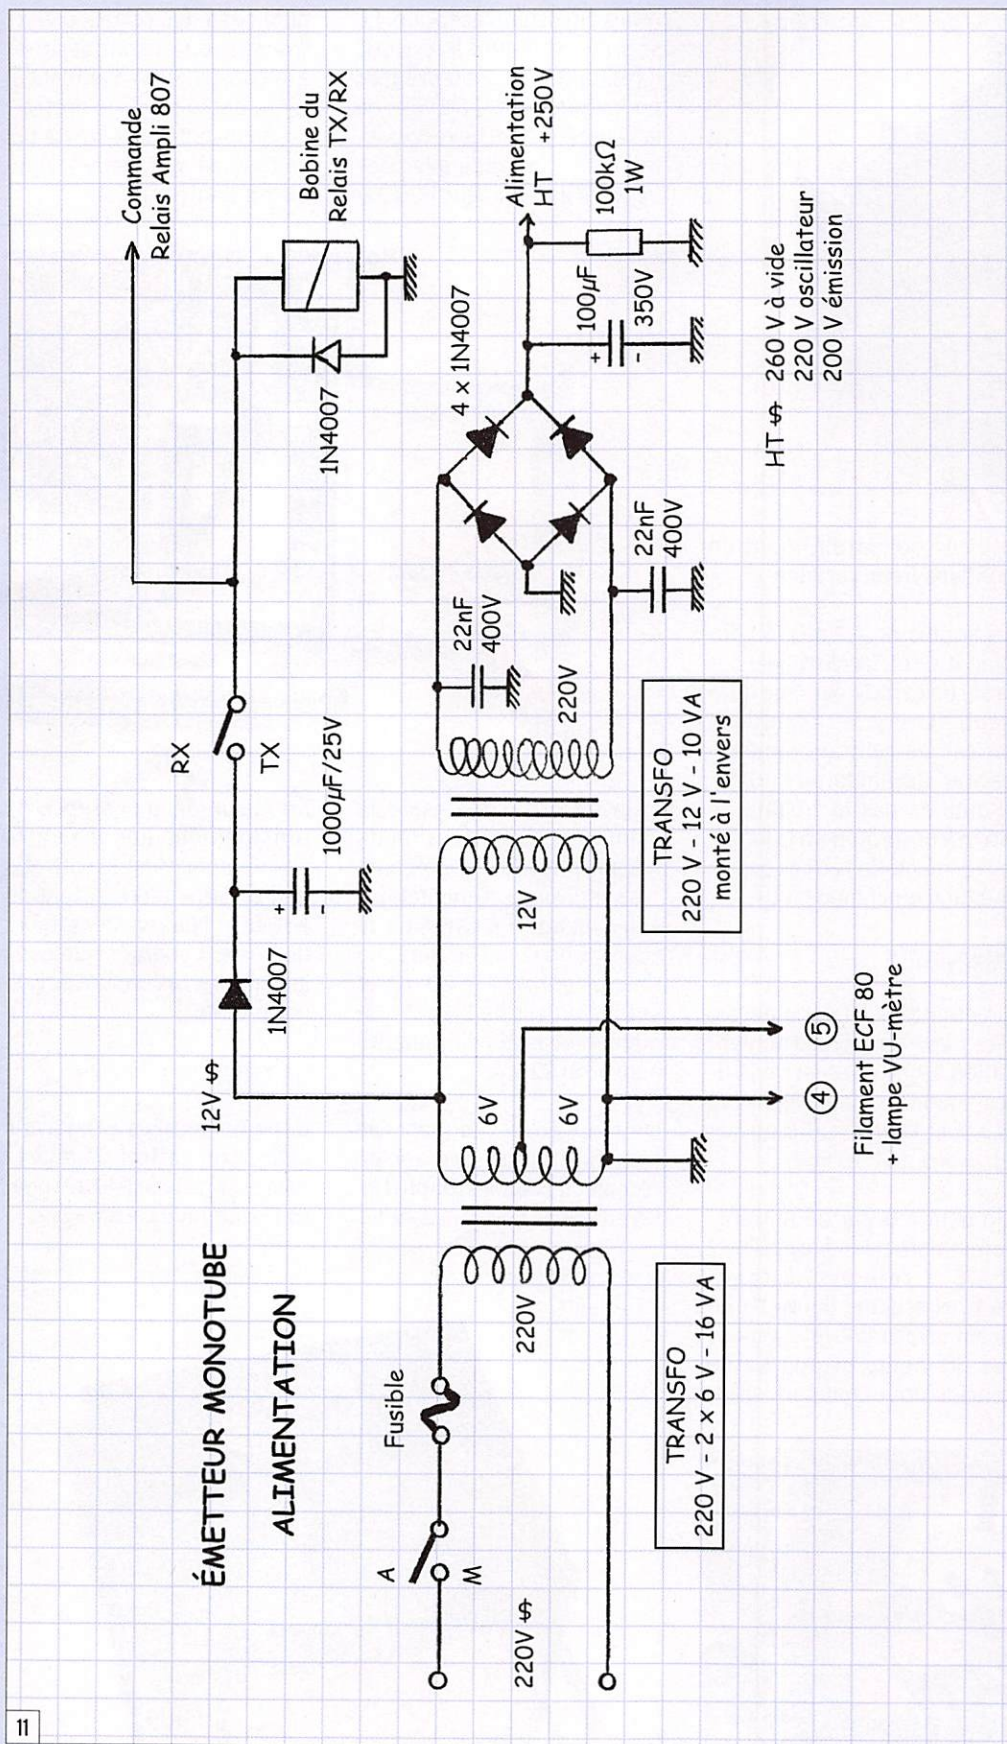 11
ÉMETTEUR MONOTUBE
ALIMENTATION
Commande
Relais Ampli 807
RX
TX
12V
1N4007
1000µF/25V
1N4007
Bobine du
Relais TX/RX
A
M
Fusible
220V
220V
6V
6V
12V
220V
22nF
400V
4 x 1N4007
Alimentation
HT +250V
100µF
350V
+
-
+
-
100kΩ
1W
22nF
400V
TRANSFO
220 V - 2 x 6 V - 16 VA
4
5
Filament ECF 80
+ lampe VU-mètre
TRANSFO
220 V - 12 V - 10 VA
monté à l'envers
HT 260 V à vide
220 V oscillateur
200 V émission